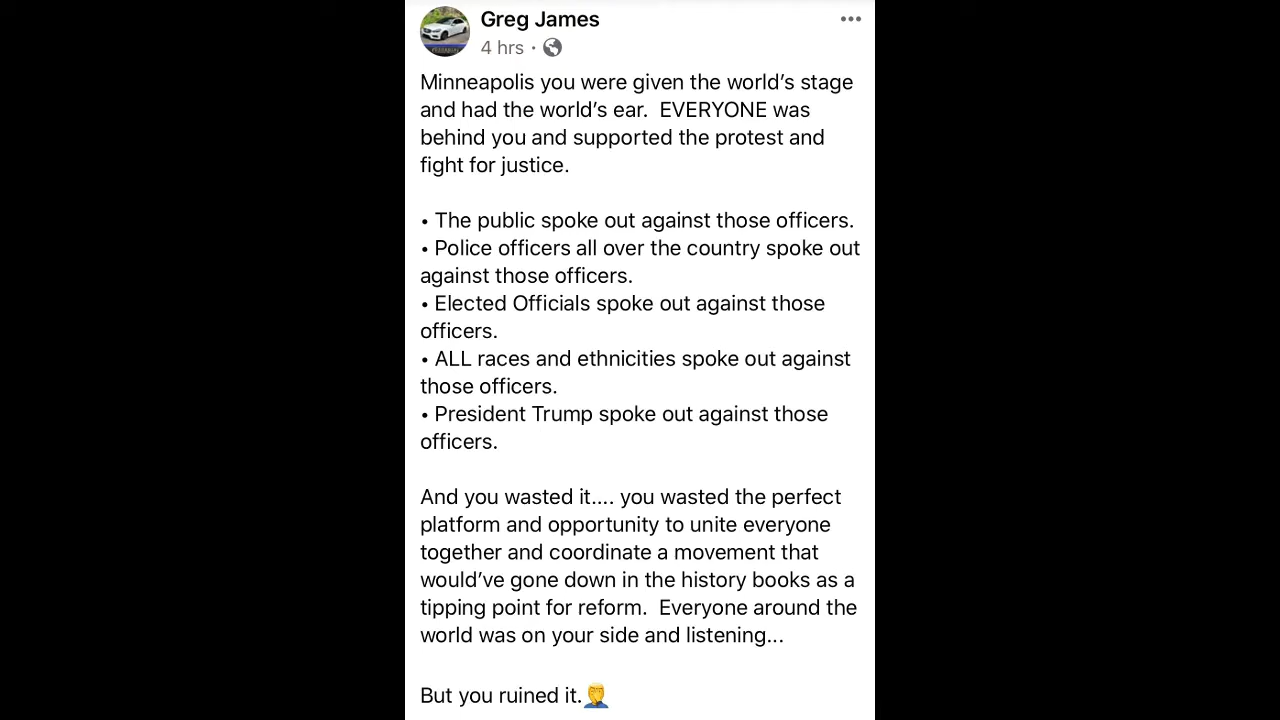 Greg James
4 hrs ·
Minneapolis you were given the world's stage
and had the world's ear.  EVERYONE was
behind you and supported the protest and
fight for justice.
• The public spoke out against those officers.
• Police officers all over the country spoke out
against those officers.
• Elected Officials spoke out against those
officers.
• ALL races and ethnicities spoke out against
those officers.
• President Trump spoke out against those
officers.
And you wasted it.... you wasted the perfect
platform and opportunity to unite everyone
together and coordinate a movement that
would've gone down in the history books as a
tipping point for reform.  Everyone around the
world was on your side and listening...
But you ruined it.🤦